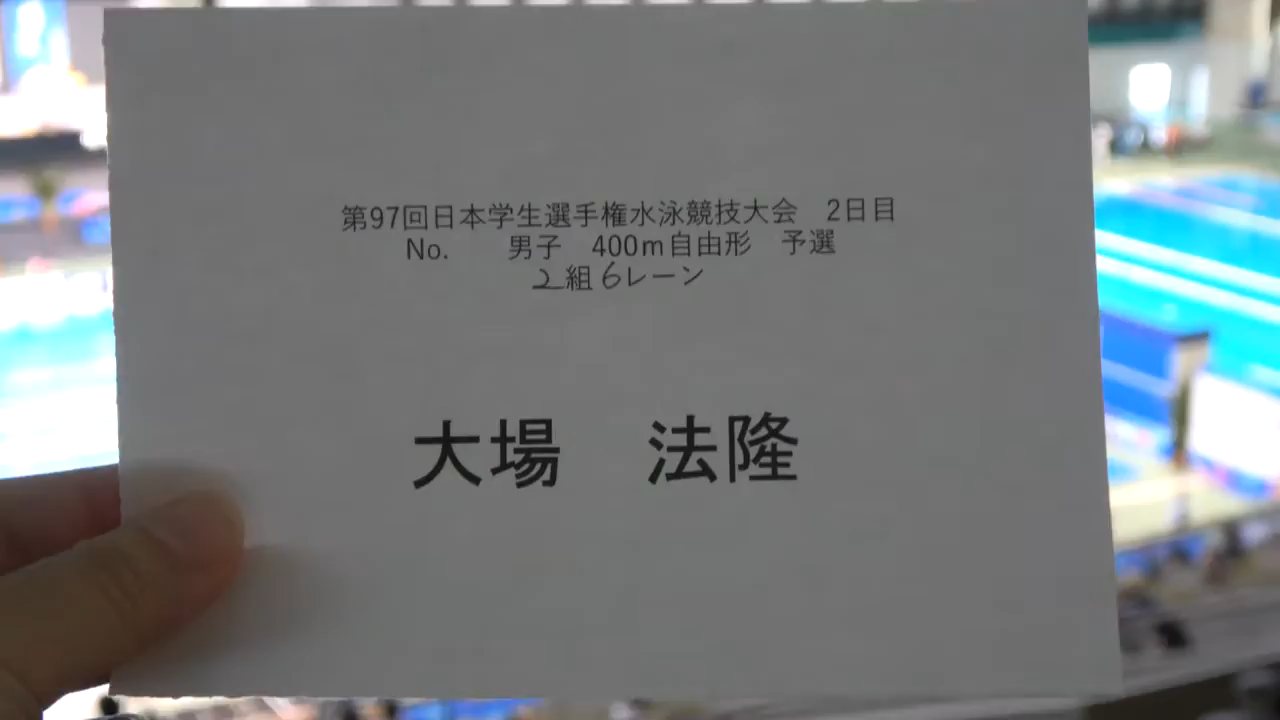 第97回日本学生選手権水泳競技大会　2日目
No.　　男子　400m自由形　予選
2組6レーン
大場　法隆